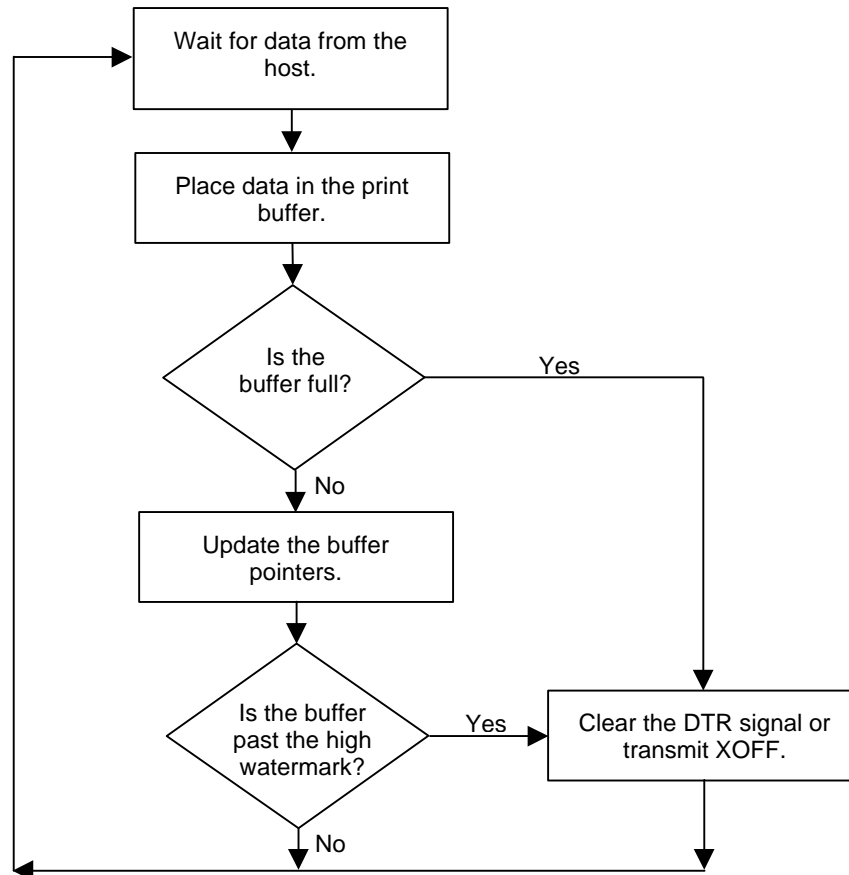 Wait for data from the
host.
Place data in the print
buffer.
Is the
buffer full?
Yes
No
Update the buffer
pointers.
Is the buffer
past the high
watermark?
Yes
Clear the DTR signal or
transmit XOFF.
No